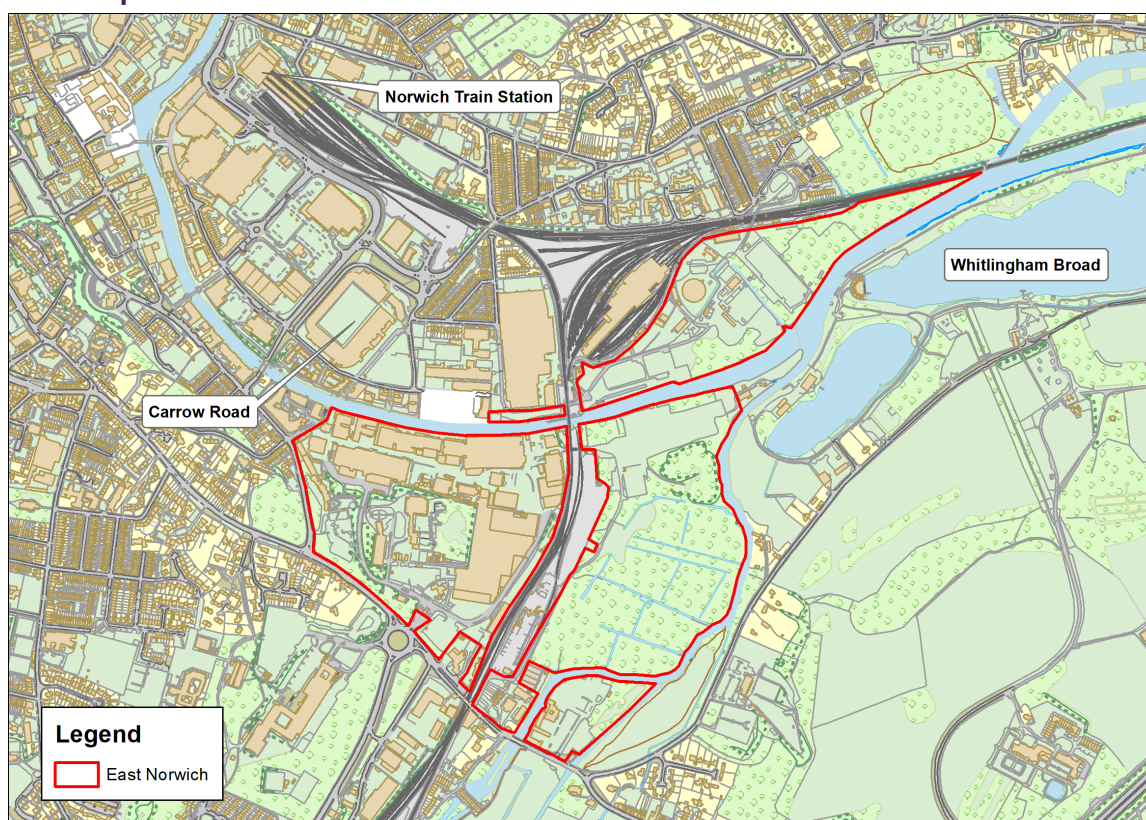 Norwich Train Station
Whitlingham Broad
Carrow Road
Legend
East Norwich